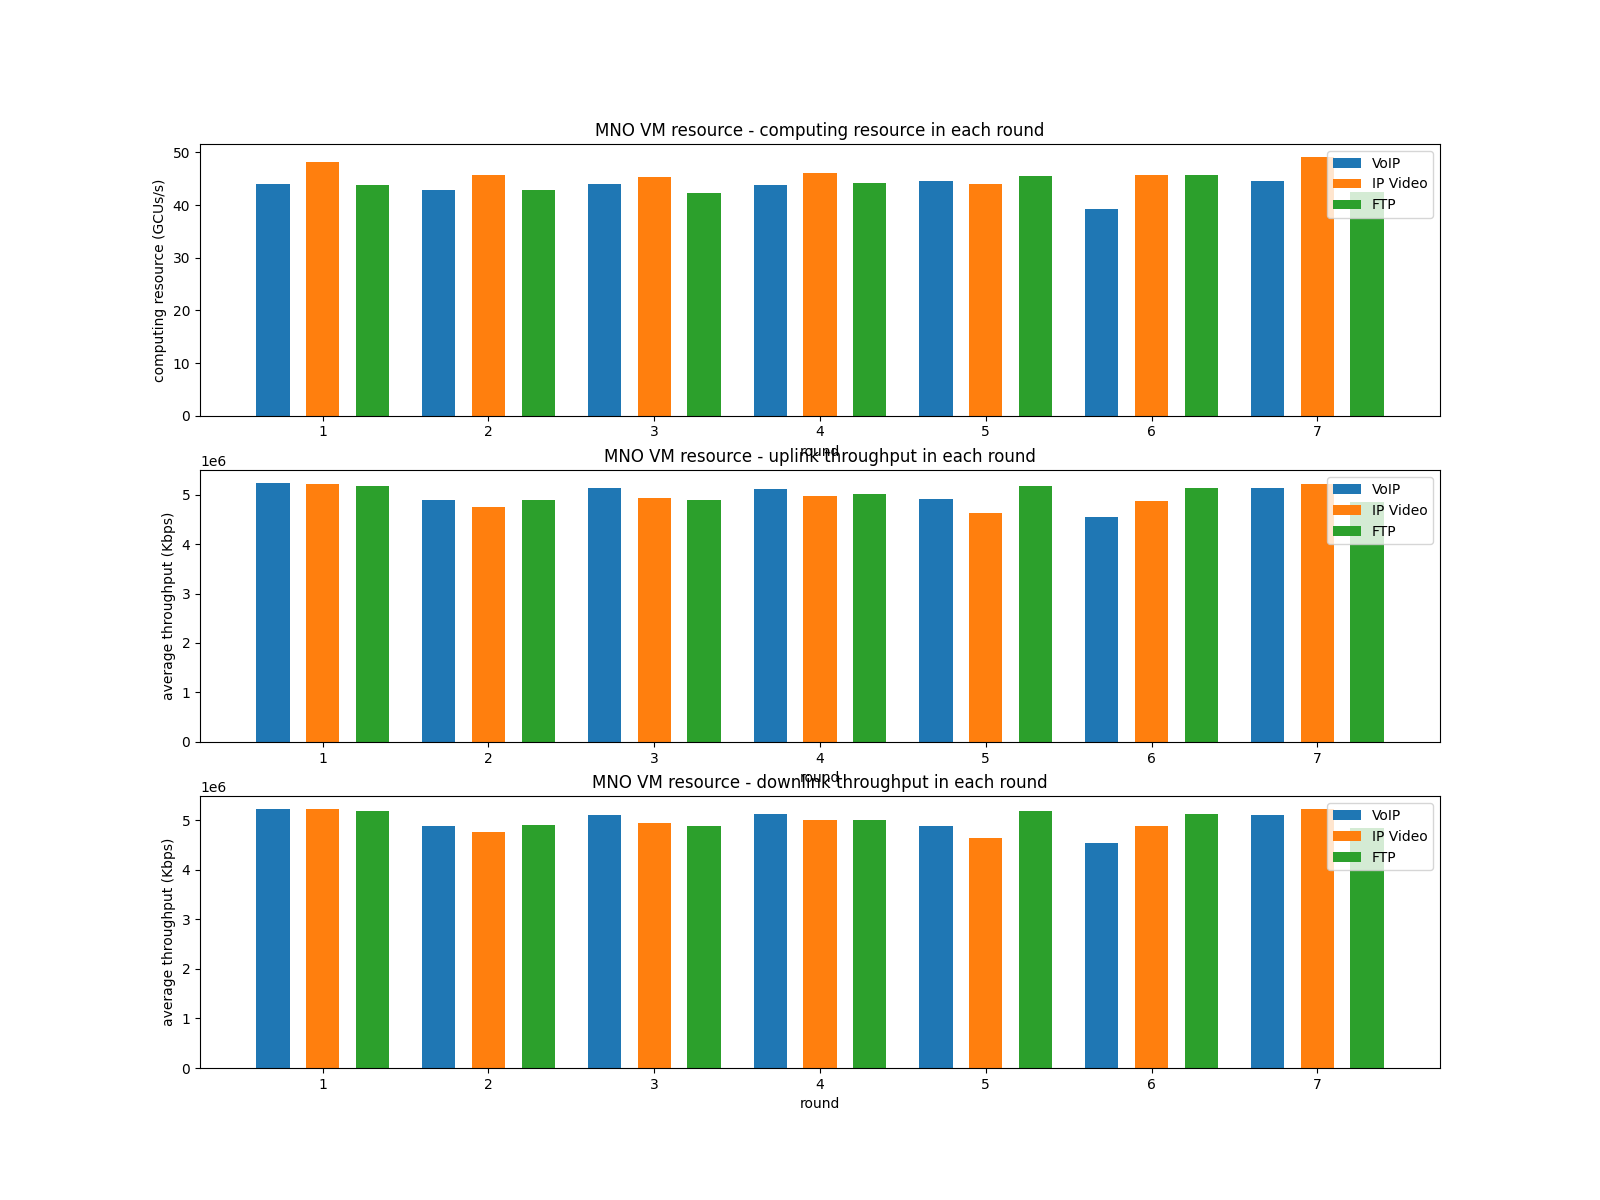 MNO VM resource - computing resource in each round
computing resource (GCUs/s)
50
40
30
20
10
0
VoIP
IP Video
FTP
1 2 3 4 5 6 7
round
MNO VM resource - uplink throughput in each round
1e6
average throughput (Kbps)
5
4
3
2
1
0
VoIP
IP Video
FTP
1 2 3 4 5 6 7
round
MNO VM resource - downlink throughput in each round
1e6
average throughput (Kbps)
5
4
3
2
1
0
VoIP
IP Video
FTP
1 2 3 4 5 6 7
round